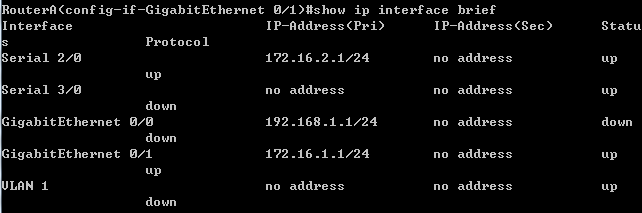 RouterA(config-if-GigabitEthernet 0/1)#show ip interface brief
Interface IP-Address(Pri) IP-Address(Sec) Statu
s Protocol
Serial 2/0 172.16.2.1/24 no address up
up
Serial 3/0 no address no address up
down
GigabitEthernet 0/0 192.168.1.1/24 no address down
down
GigabitEthernet 0/1 172.16.1.1/24 no address up
up
VLAN 1 no address no address up
down